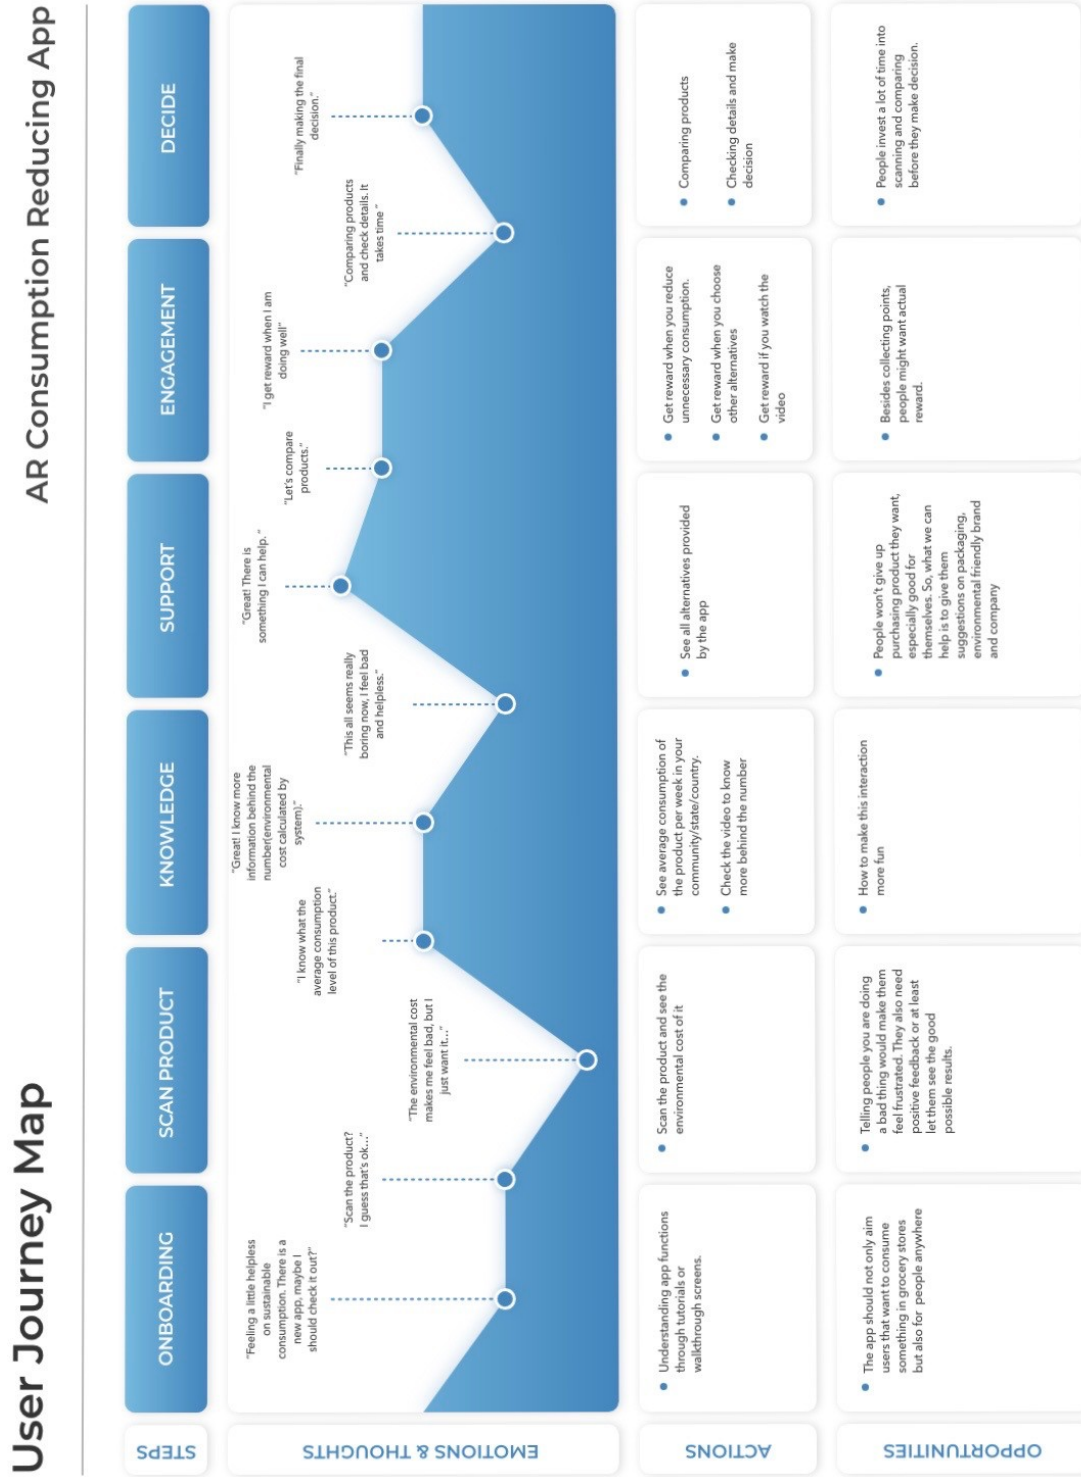 User Journey Map
AR Consumption Reducing App
STEPS
ONBOARDING
SCAN PRODUCT
KNOWLEDGE
SUPPORT
ENGAGEMENT
DECIDE
EMOTIONS & THOUGHTS
"Feeling a little helpless
on sustainable
consumption. There is a
new app, maybe I
should check it out?"
"Scan the product?
I guess that's ok..."
"The environmental cost
makes me feel bad, but I
just want it..."
"I know what the
average consumption
level of this product."
"Great! I know more
information behind the
number(environmental
cost calculated by
system)."
"This all seems really
boring now, I feel bad
and helpless."
"Great! There is
something I can help. "
"Let's compare
products."
"I get reward when I am
doing well"
"Comparing products
and check details. It
takes time "
"Finally making the final
decision."
ACTIONS
Understanding app functions
through tutorials or
walkthrough screens.
Scan the product and see the
environmental cost of it
See average consumption of
the product per week in your
community/state/country.
Check the video to know
more behind the number
See all alternatives provided
by the app
Get reward when you reduce
unnecessary consumption.
Get reward when you choose
other alternatives
Get reward if you watch the
video
Comparing products
Checking details and make
decision
OPPORTUNITIES
The app should not only aim
users that want to consume
something in grocery stores
but also for people anywhere
Telling people you are doing
a bad thing would make them
feel frustrated. They also need
positive feedback or at least
let them see the good
possible results.
How to make this interaction
more fun
People won't give up
purchasing product they want,
especially good for
themselves. So, what we can
help is to give them
suggestions on packaging,
environmental friendly brand
and company
Besides collecting points,
people might want actual
reward.
People invest a lot of time into
scanning and comparing
before they make decision.